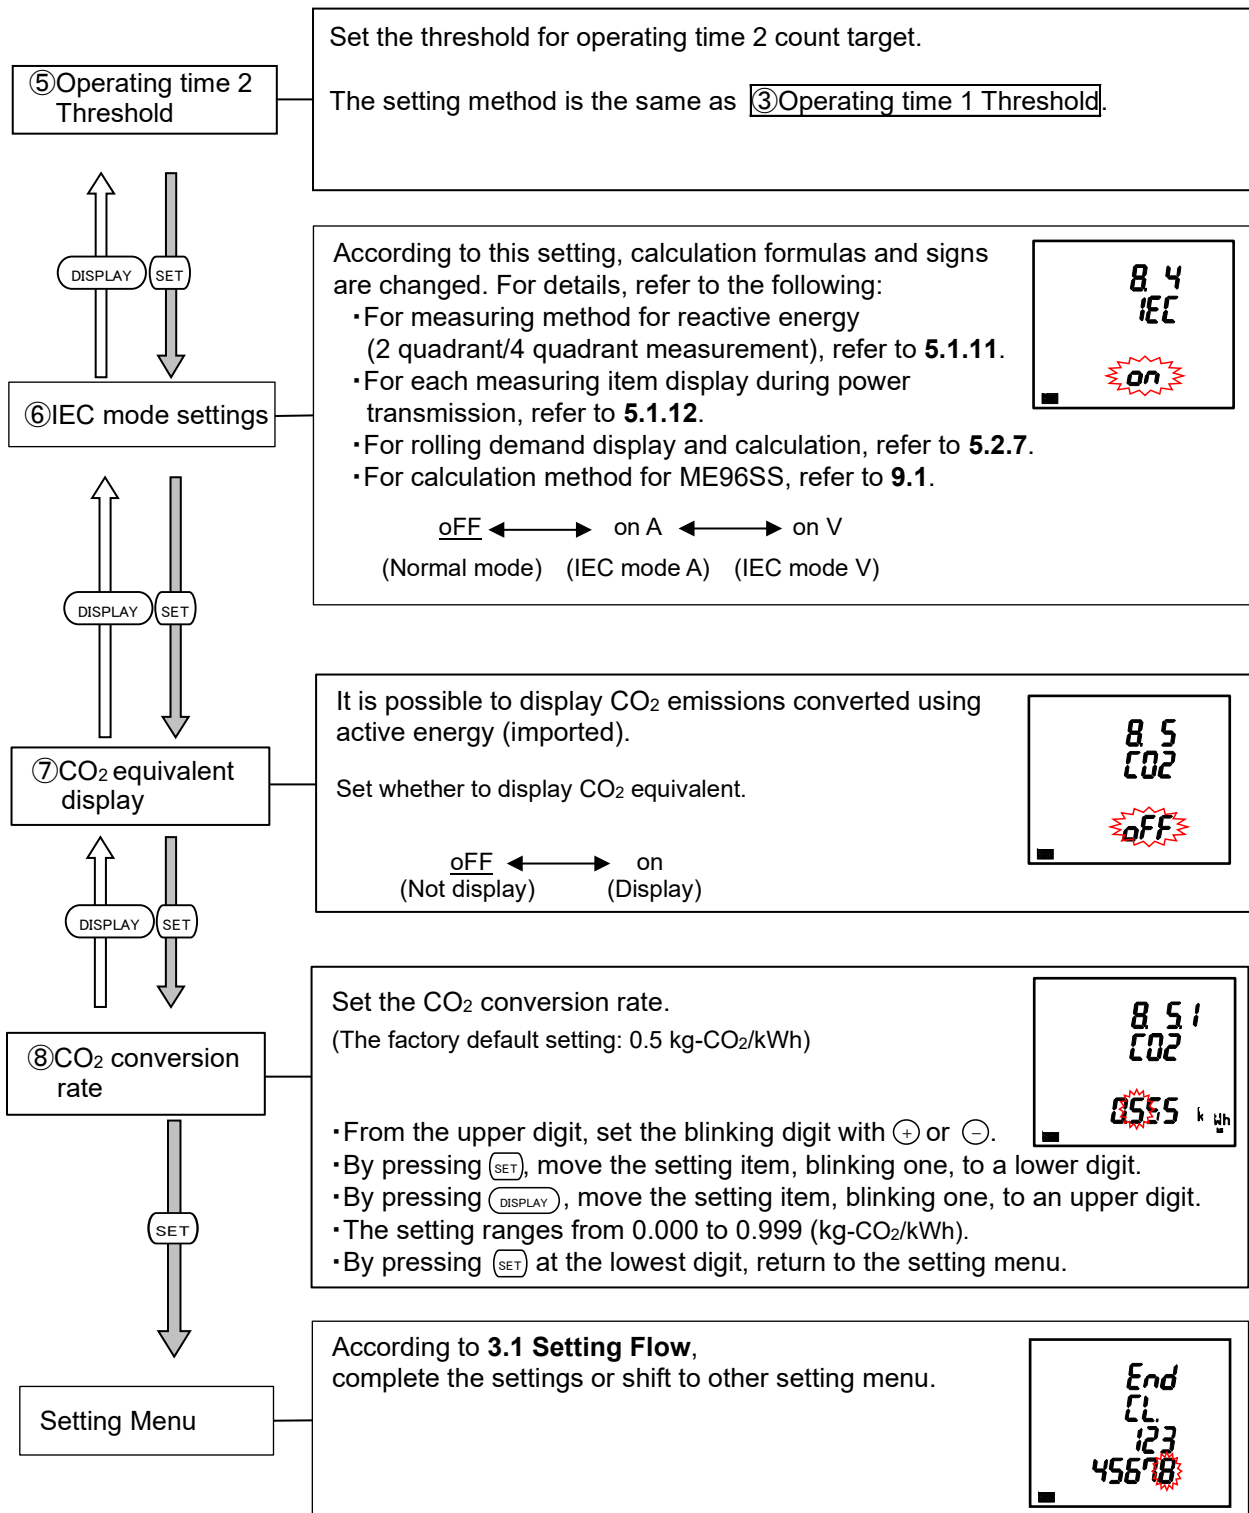 Set the threshold for operating time 2 count target.
⑤Operating time 2
Threshold
The setting method is the same as ③Operating time 1 Threshold.
DISPLAY SET
According to this setting, calculation formulas and signs
are changed. For details, refer to the following:
・For measuring method for reactive energy
(2 quadrant/4 quadrant measurement), refer to 5.1.11.
・For each measuring item display during power
transmission, refer to 5.1.12.
・For rolling demand display and calculation, refer to 5.2.7.
・For calculation method for ME96SS, refer to 9.1.
8. 4
IEC
on
⑥IEC mode settings
oFF on A on V
(Normal mode) (IEC mode A) (IEC mode V)
DISPLAY SET
It is possible to display CO2 emissions converted using
active energy (imported).
Set whether to display CO2 equivalent.
8. 5
CO2
oFF
⑦CO2 equivalent
display
oFF on
(Not display) (Display)
DISPLAY SET
Set the CO2 conversion rate.
(The factory default setting: 0.5 kg-CO2/kWh)
8. 5.1
CO2
k Wh
⑧CO2 conversion
rate
・From the upper digit, set the blinking digit with + or −.
・By pressing SET, move the setting item, blinking one, to a lower digit.
・By pressing DISPLAY, move the setting item, blinking one, to an upper digit.
・The setting ranges from 0.000 to 0.999 (kg-CO2/kWh).
・By pressing SET at the lowest digit, return to the setting menu.
SET
According to 3.1 Setting Flow,
complete the settings or shift to other setting menu.
End
CL.
123
45678
Setting Menu